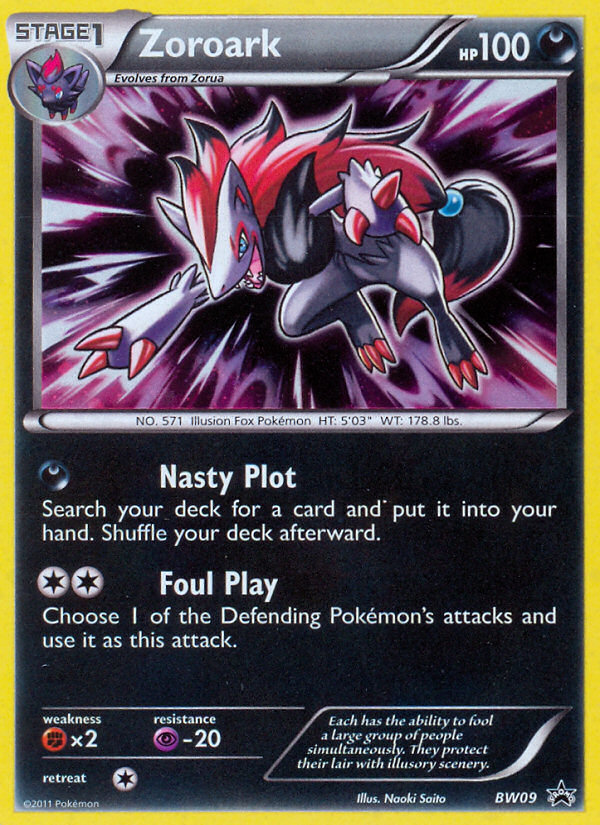 STAGE1
Zoroark
HP100
Evolves from Zorua
NO. 571 Illusion Fox Pokémon HT: 5'03" WT: 178.8 lbs.
Nasty Plot
Search your deck for a card and put it into your
hand. Shuffle your deck afterward.
Foul Play
Choose 1 of the Defending Pokémon's attacks and
use it as this attack.
weakness
×2
resistance
-20
retreat
Each has the ability to fool
a large group of people
simultaneously. They protect
their lair with illusory scenery.
©2011 Pokémon
Illus. Naoki Saito
BW09
PROMO